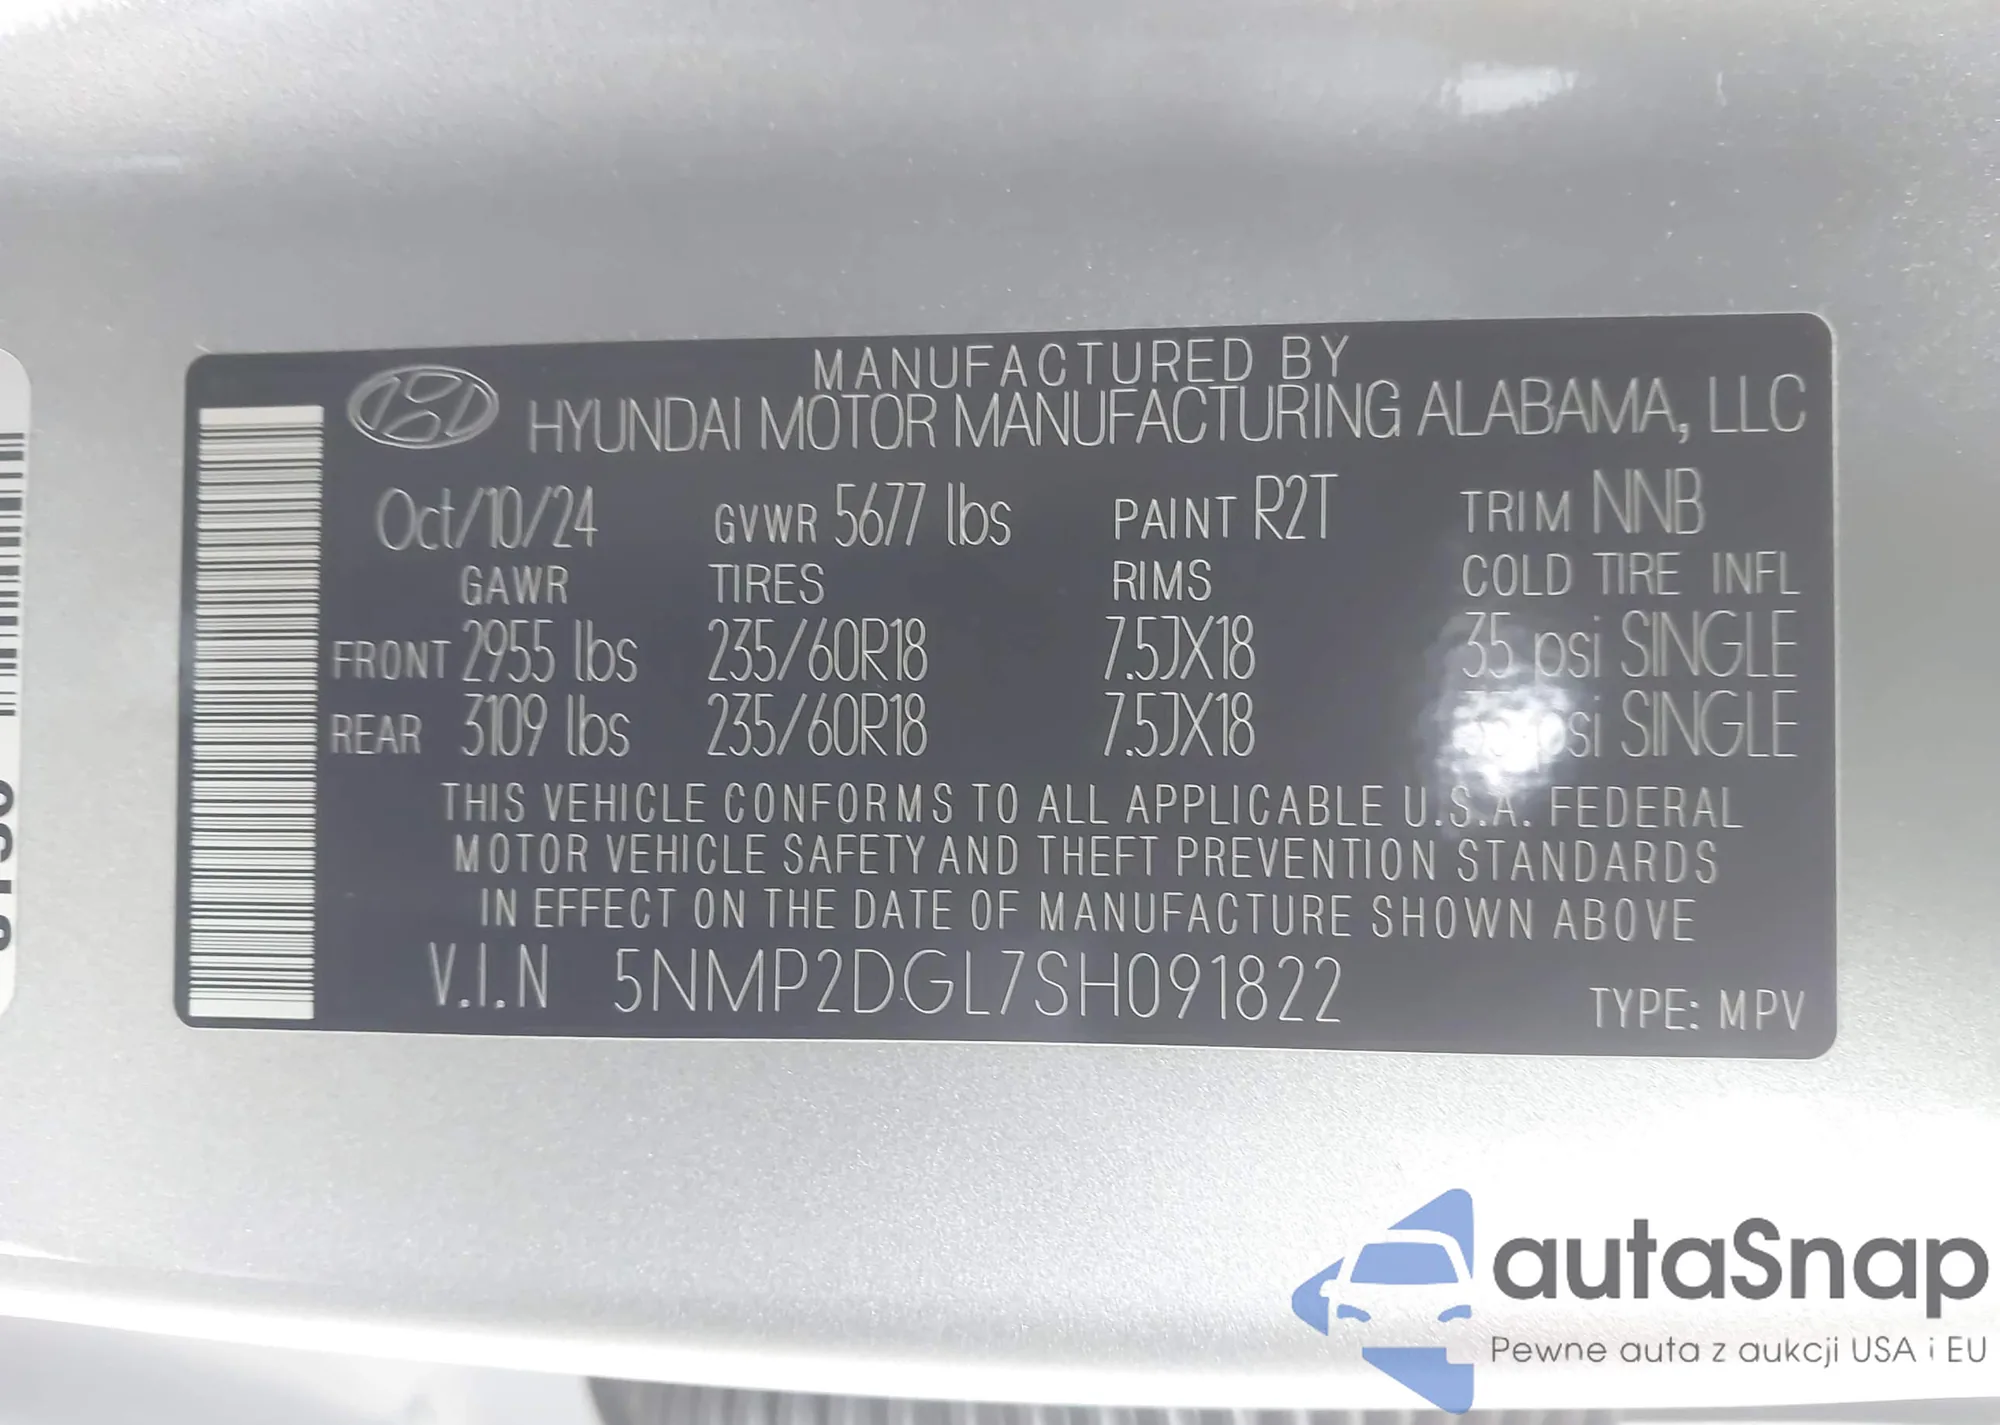 MANUFACTURED BY
HYUNDAI MOTOR MANUFACTURING ALABAMA, LLC
Oct/10/24 GVWR 5677 lbs PAINT R2T TRIM NNB
GAWR TIRES RIMS COLD TIRE INFL
FRONT 2955 lbs 235/60R18 7.5JX18 35 psi SINGLE
REAR 3109 lbs 235/60R18 7.5JX18 psi SINGLE
THIS VEHICLE CONFORMS TO ALL APPLICABLE U.S.A. FEDERAL
MOTOR VEHICLE SAFETY AND THEFT PREVENTION STANDARDS
IN EFFECT ON THE DATE OF MANUFACTURE SHOWN ABOVE
V.I.N 5NMP2DGL7SH091822 TYPE: MPV
autaSnap
Pewne auta z aukcji USA i EU